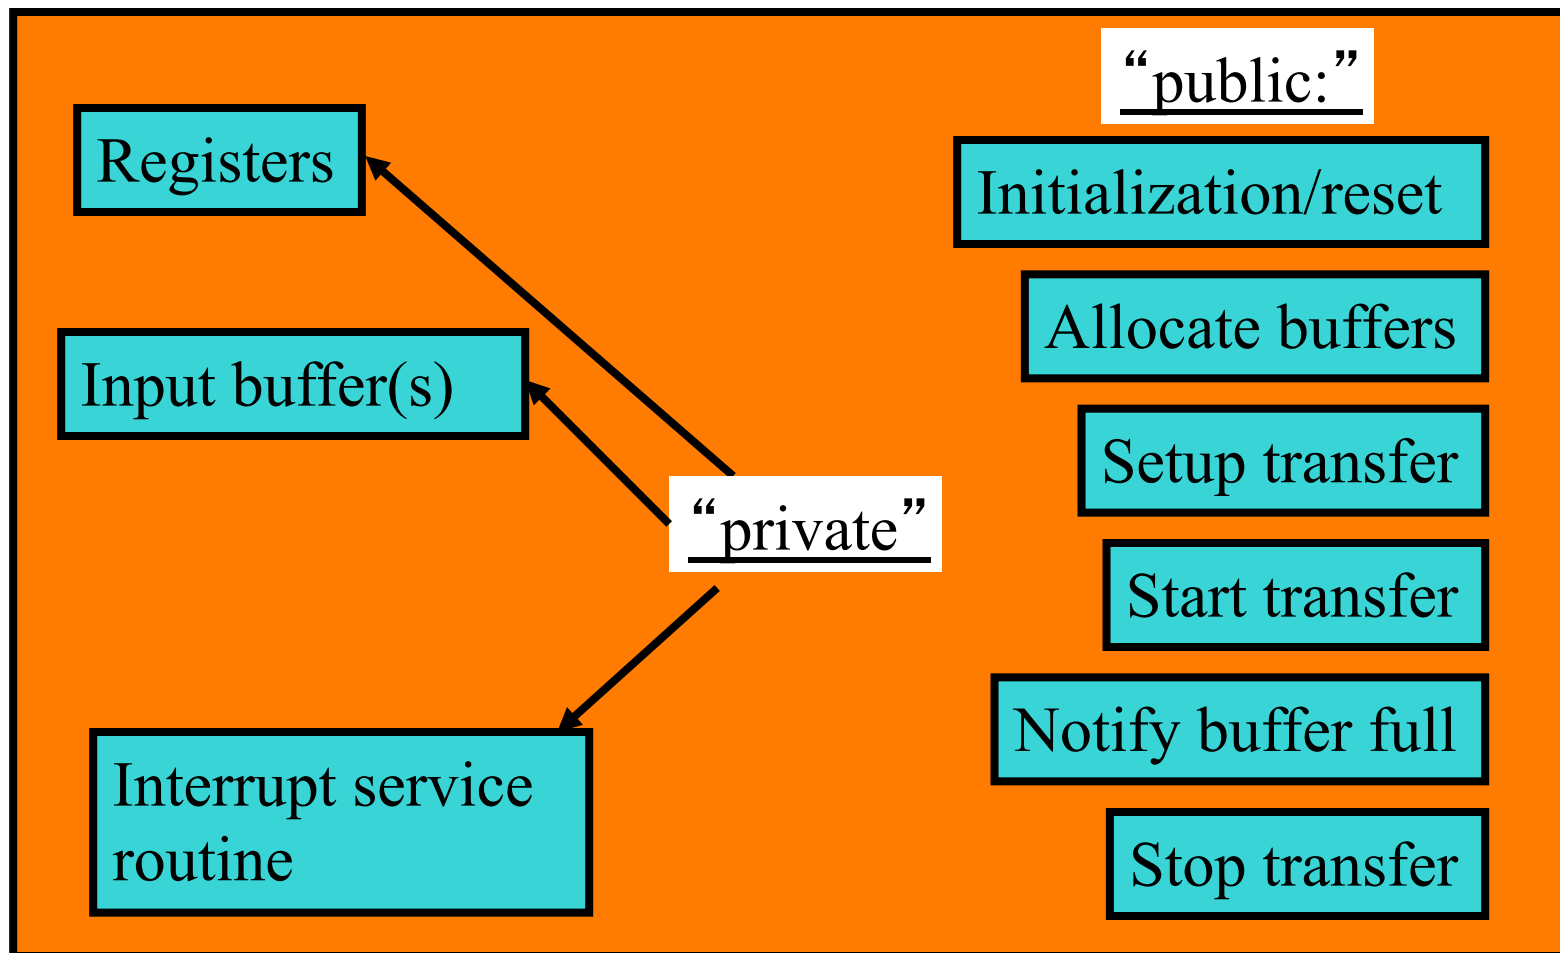 Registers
Input buffer(s)
“private”
Interrupt service
routine
“public:”
Initialization/reset
Allocate buffers
Setup transfer
Start transfer
Notify buffer full
Stop transfer